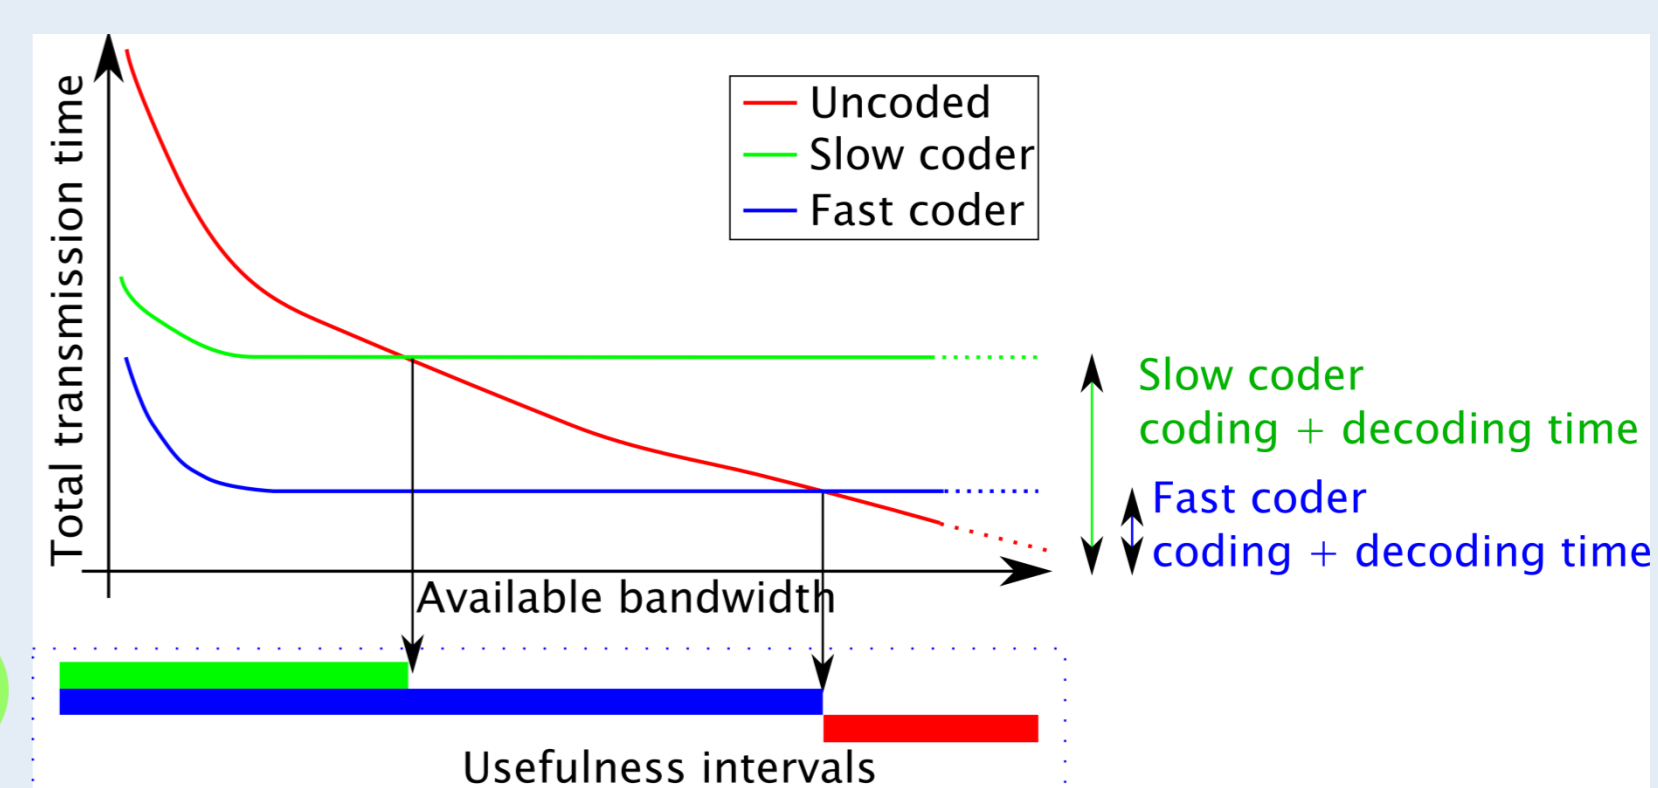 Total transmission time
Uncoded
Slow coder
Fast coder
Slow coder
coding + decoding time
Fast coder
coding + decoding time
Available bandwidth
Usefulness intervals